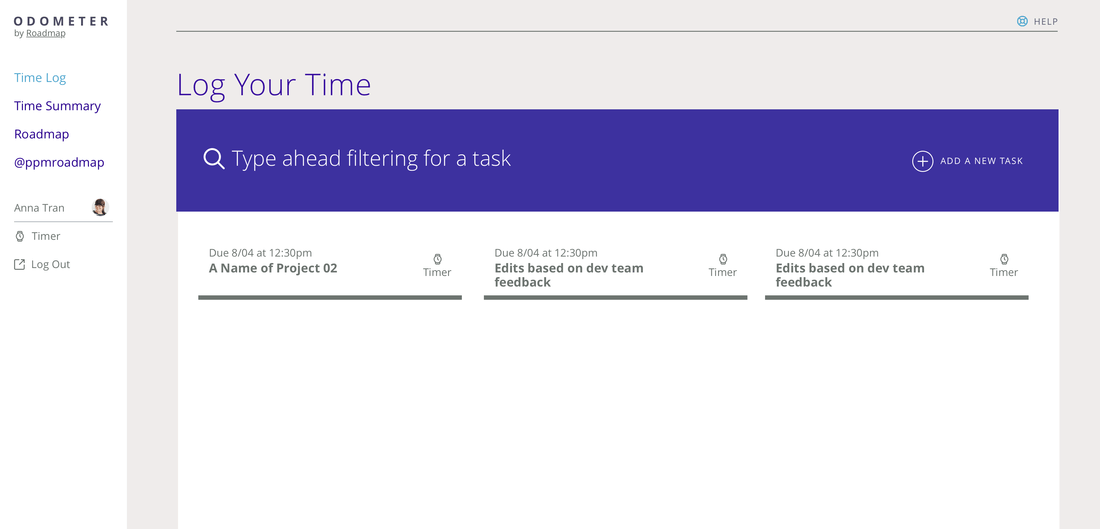 ODOMETER
by Roadmap
Time Log
Time Summary
Roadmap
@ppmroadmap
Anna Tran
Timer
Log Out
HELP
Log Your Time
Type ahead filtering for a task
ADD A NEW TASK
Due 8/04 at 12:30pm
A Name of Project 02
Timer
Due 8/04 at 12:30pm
Edits based on dev team
feedback
Timer
Due 8/04 at 12:30pm
Edits based on dev team
feedback
Timer